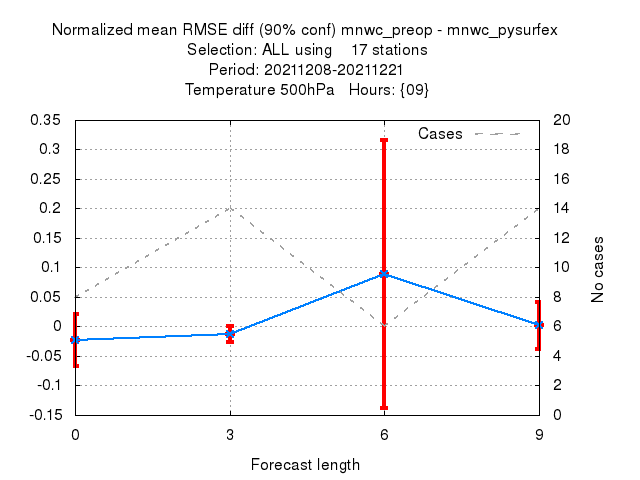 Normalized mean RMSE diff (90% conf) mnwc_preop - mnwc_pysurfex
Selection: ALL using 17 stations
Period: 20211208-20211221
Temperature 500hPa Hours: {09}
0.35
0.3
0.25
0.2
0.15
0.1
0.05
0
-0.05
-0.1
-0.15
Cases
20
18
16
14
12
10
8
6
4
2
0
No cases
0 3 6 9
Forecast length